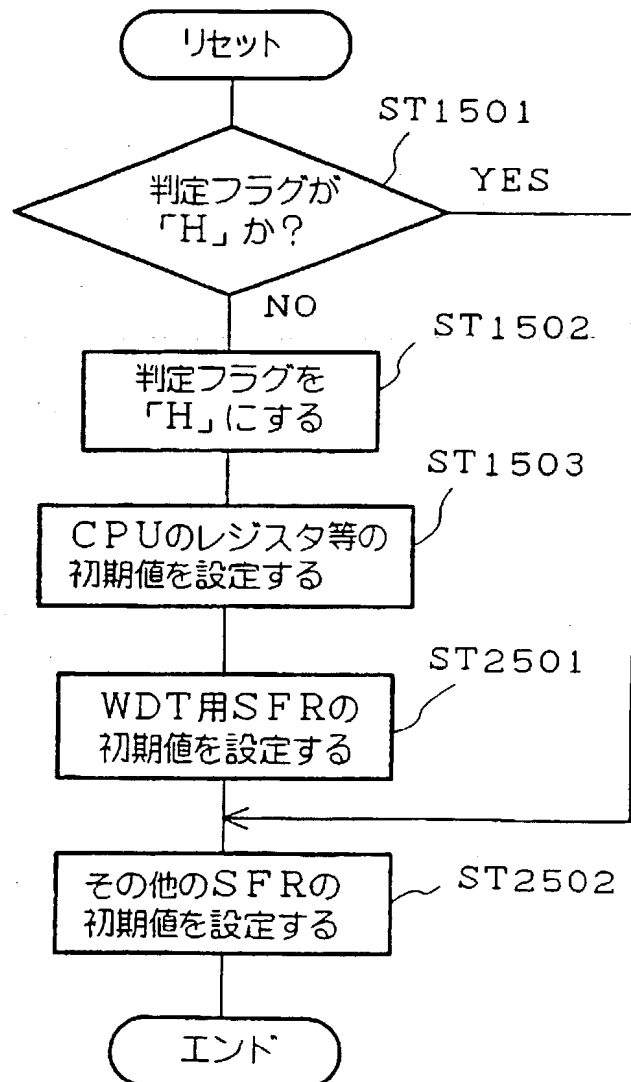 リセット
ST1501
判定フラグが
「H」か?
YES
NO
ST1502
判定フラグを
「H」にする
ST1503
CPUのレジスタ等の
初期値を設定する
ST2501
WDT用SFRの
初期値を設定する
ST2502
その他のSFRの
初期値を設定する
エンド